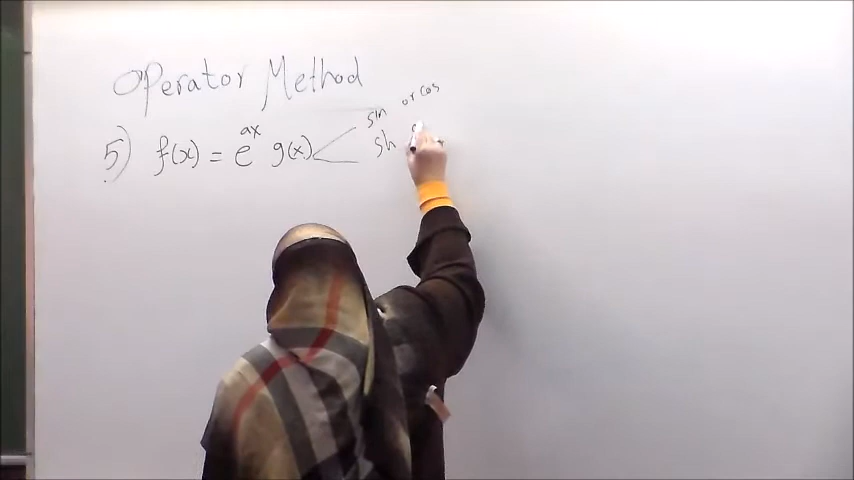 Operator Method
sin or cos
5) f(x) = e^{ax} g(x) <
sh